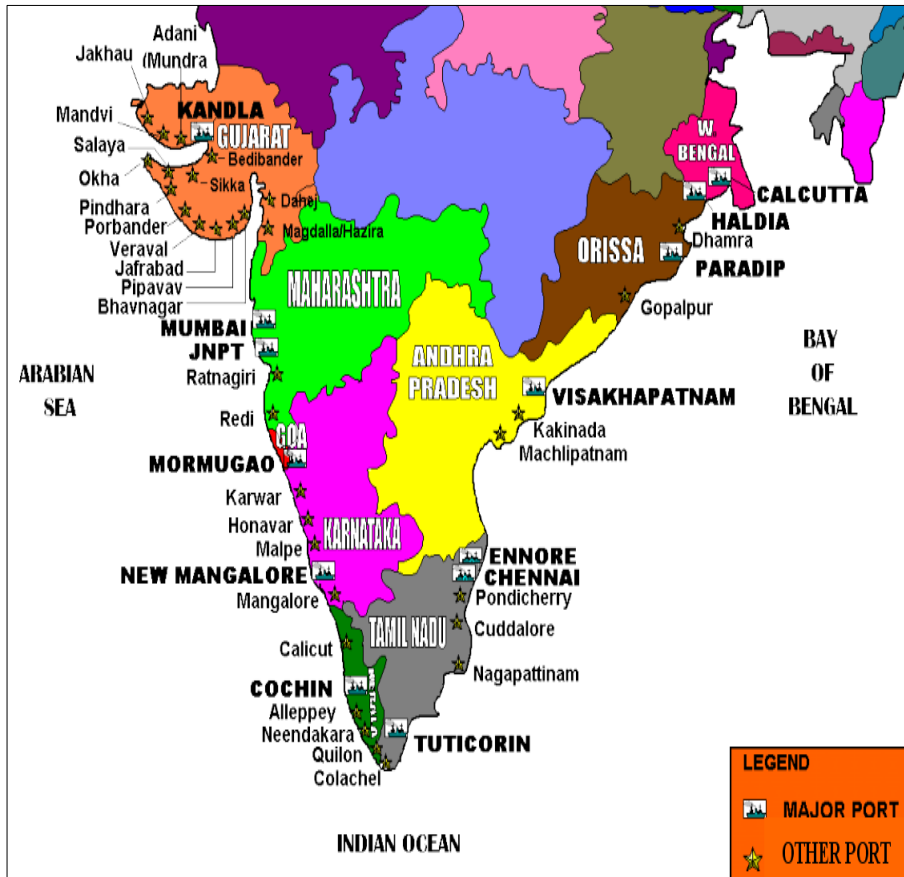 Adani
(Mundra
Jakhau
KANDLA
GUJARAT
Mandvi
Salaya
Bedibander
Okha
Sikka
Pindhara
Dahej
Porbander
Magdalla/Hazira
Veraval
Jafrabad
Pipavav
Bhavnagar
MAHARASHTRA
MUMBAI
JNPT
Ratnagiri
Redi
GOA
MORMUGAO
Karwar
Honavar
KARNATAKA
Malpe
NEW MANGALORE
Mangalore
Calicut
COCHIN
Alleppey
Neendakara
Quilon
Colachel
ARABIAN
SEA
W.
BENGAL
CALCUTTA
HALDIA
Dhamra
ORISSA
PARADIP
Gopalpur
ANDHRA
PRADESH
VISAKHAPATNAM
Kakinada
Machlipatnam
BAY
OF
BENGAL
ENNORE
CHENNAI
Pondicherry
TAMIL NADU
Cuddalore
Nagapattinam
TUTICORIN
INDIAN OCEAN
LEGEND
MAJOR PORT
OTHER PORT